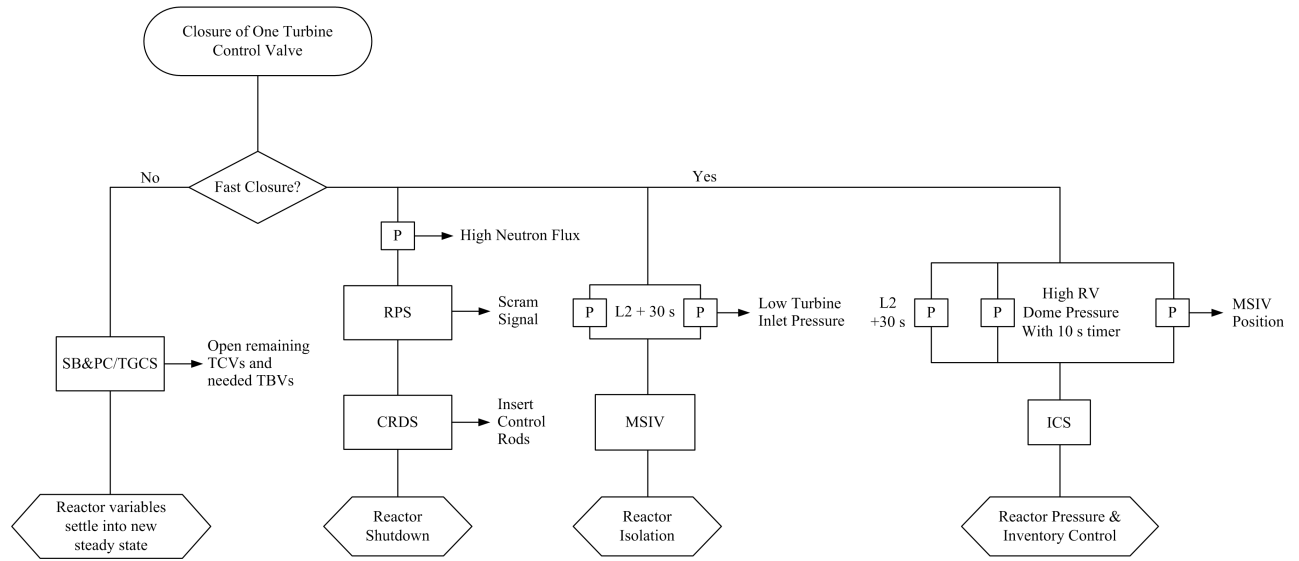 Closure of One Turbine
Control Valve
No
Fast Closure?
Yes
P
High Neutron Flux
RPS
Scram
Signal
CRDS
Insert
Control
Rods
Reactor
Shutdown
SB&PC/TGCS
Open remaining
TCVs and
needed TBVs
Reactor variables
settle into new
steady state
P
L2 + 30 s
P
Low Turbine
Inlet Pressure
MSIV
Reactor
Isolation
L2
+30 s
P
P
High RV
Dome Pressure
With 10 s timer
P
MSIV
Position
ICS
Reactor Pressure &
Inventory Control